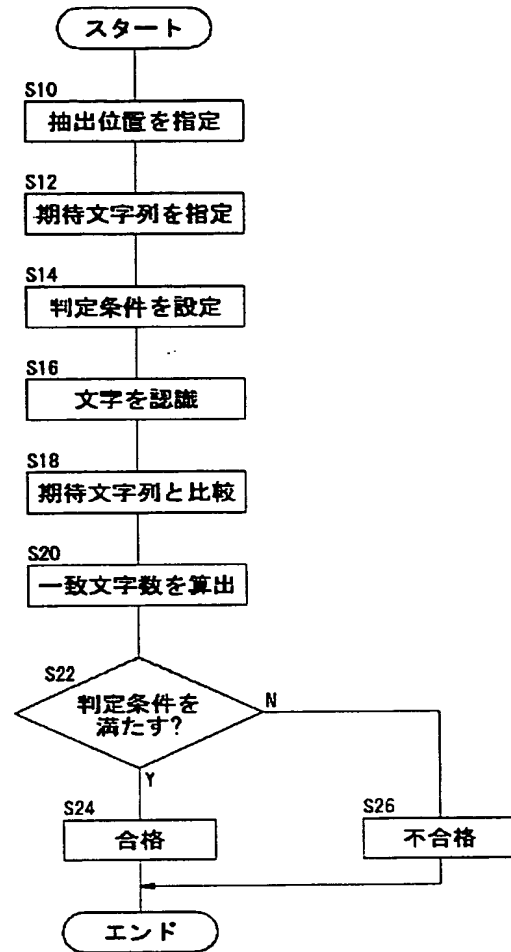 スタート
S10
抽出位置を指定
S12
期待文字列を指定
S14
判定条件を設定
S16
文字を認識
S18
期待文字列と比較
S20
一致文字数を算出
S22
判定条件を
満たす?
N
Y
S24
合格
S26
不合格
エンド